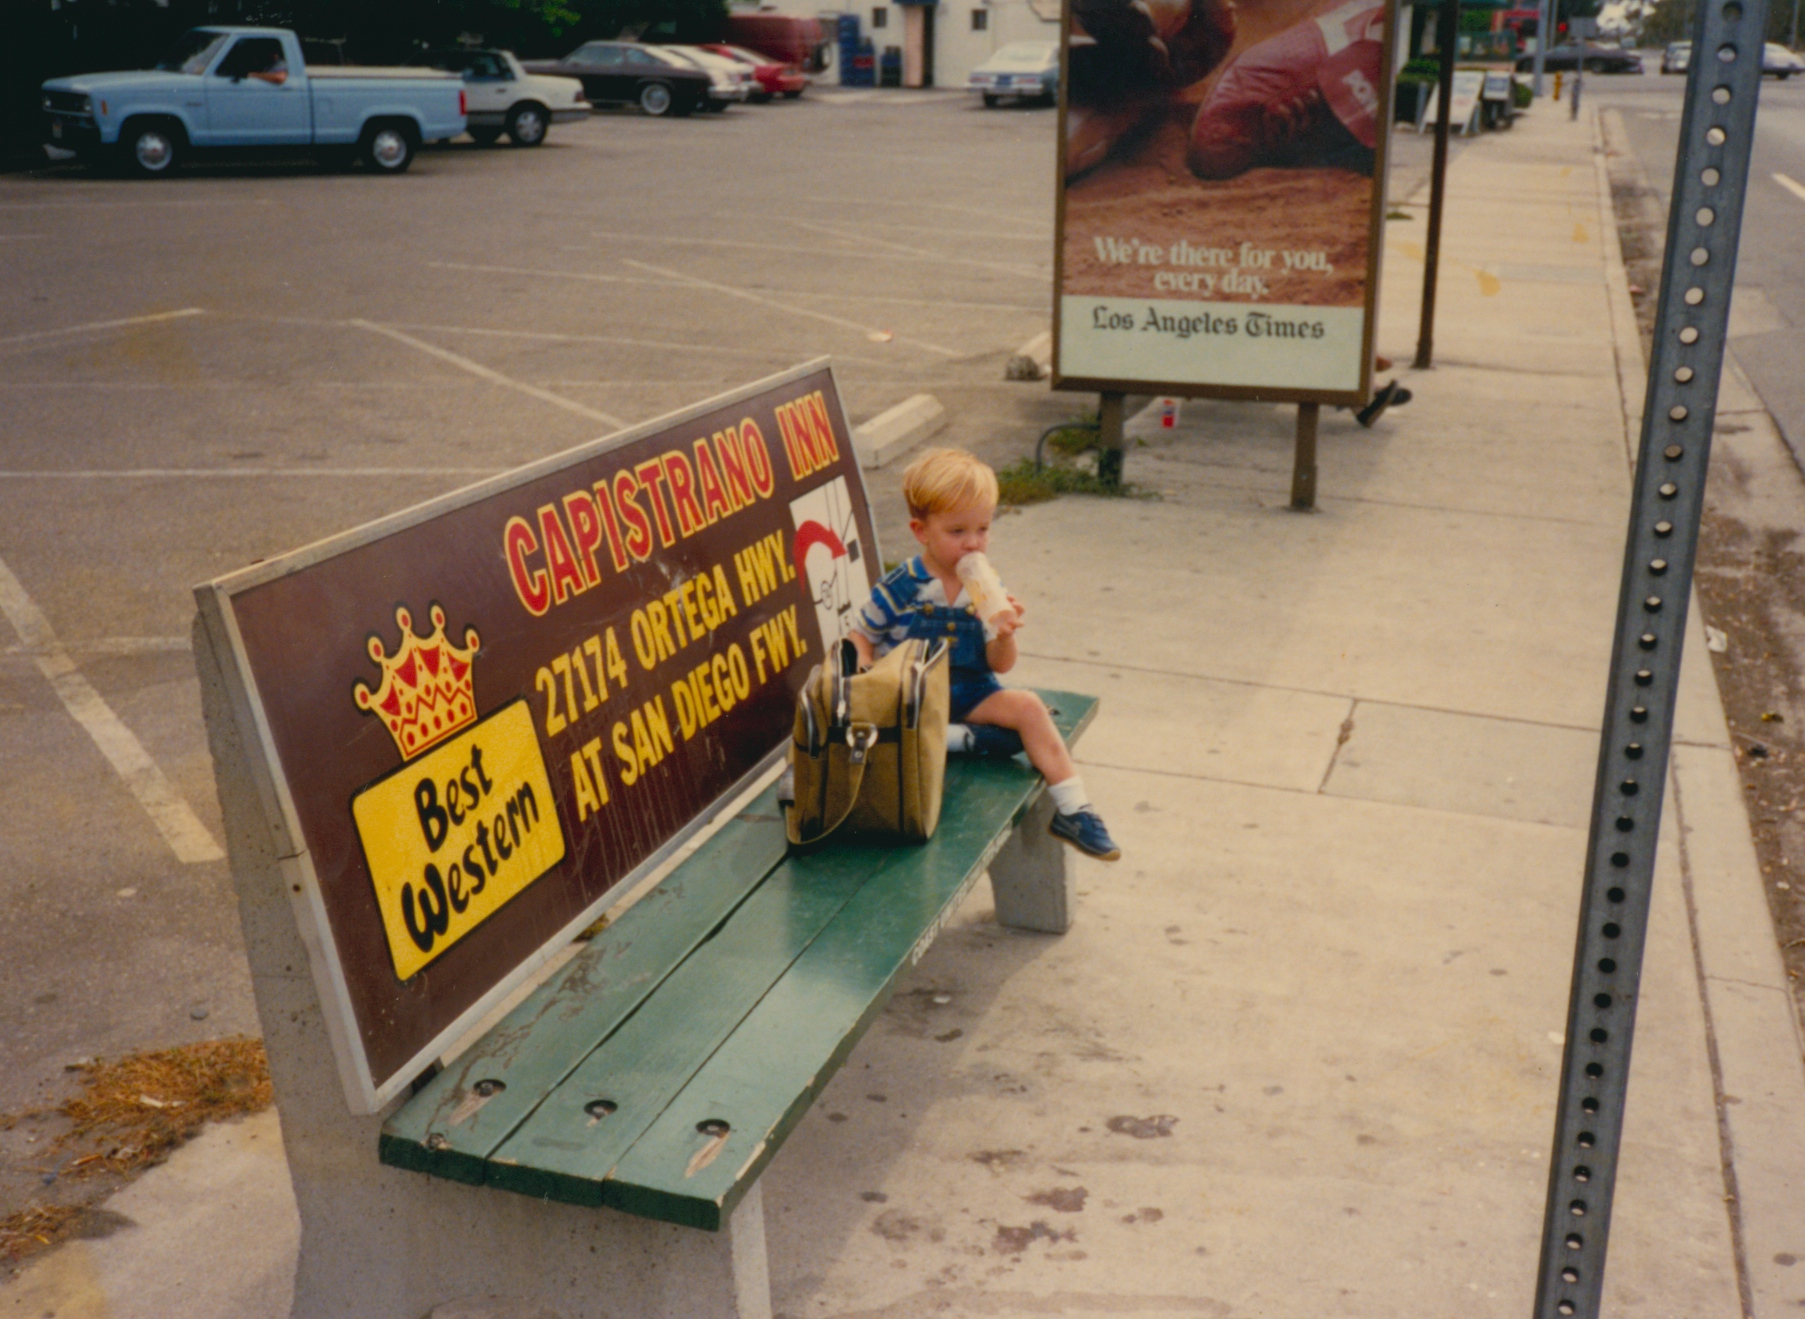 We're there for you,
every day.
Los Angeles Times
CAPISTRANO INN
27174 ORTEGA HWY.
AT SAN DIEGO FWY.
Best
Western